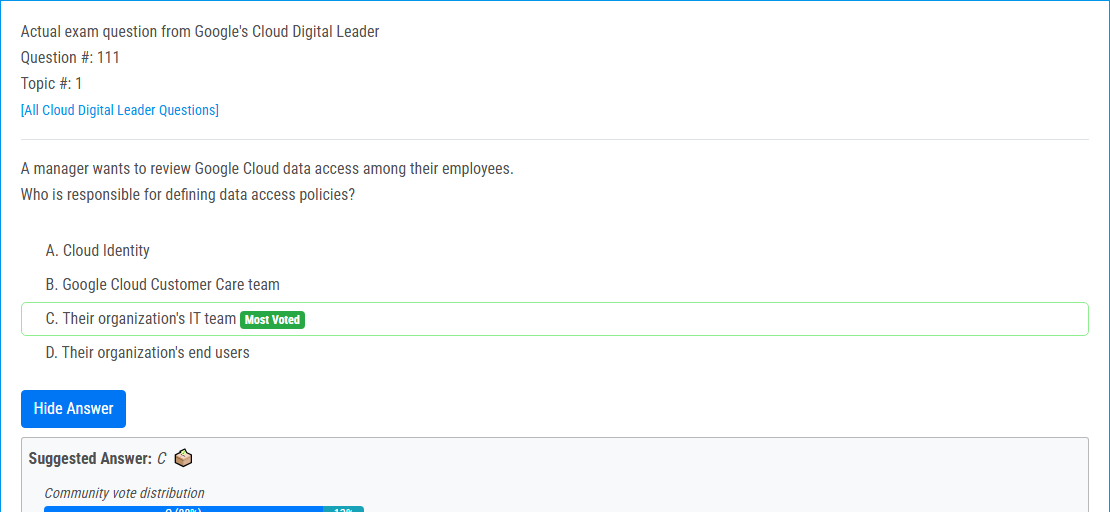 Actual exam question from Google's Cloud Digital Leader
Question #: 111
Topic #: 1
[All Cloud Digital Leader Questions]
A manager wants to review Google Cloud data access among their employees.
Who is responsible for defining data access policies?
A. Cloud Identity
B. Google Cloud Customer Care team
C. Their organization's IT team Most Voted
D. Their organization's end users
Hide Answer
Suggested Answer: C
Community vote distribution